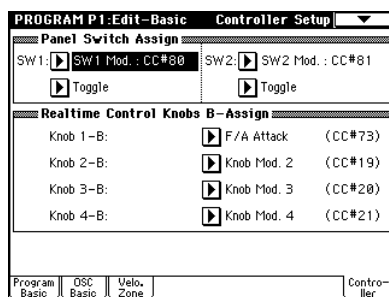 PROGRAM P1:Edit-Basic Controller Setup
Panel Switch Assign
SW1: SW1 Mod. : CC#80 SW2: SW2 Mod. : CC#81
Toggle Toggle
Realtime Control Knobs B-Assign
Knob 1-B: F/A Attack (CC#73)
Knob 2-B: Knob Mod. 2 (CC#19)
Knob 3-B: Knob Mod. 3 (CC#20)
Knob 4-B: Knob Mod. 4 (CC#21)
Program Basic OSC Basic Velo. Zone Contro-ller